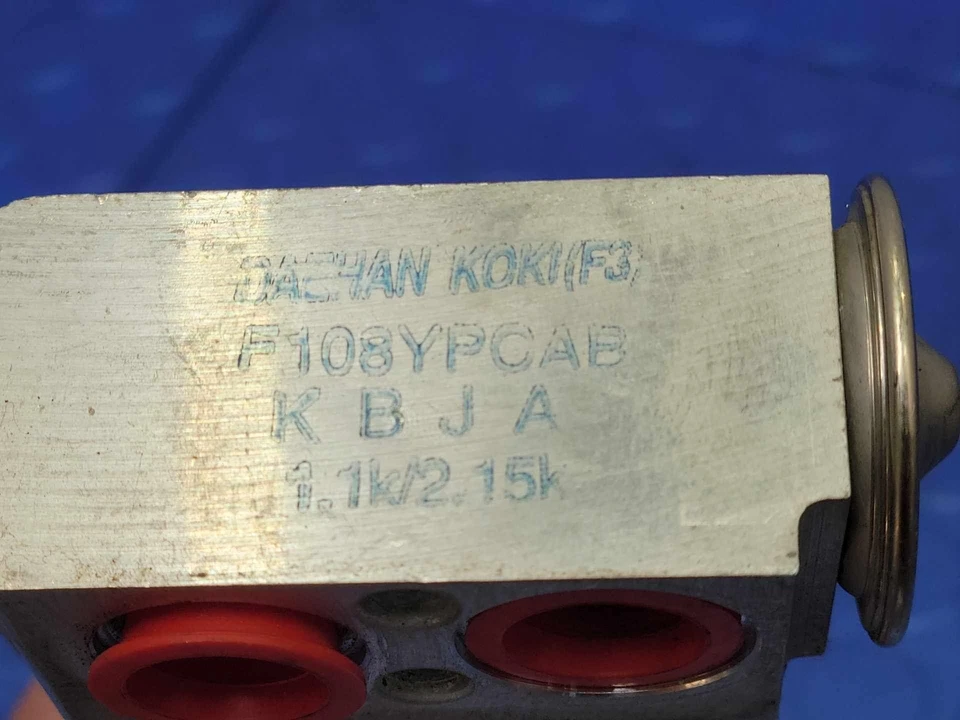 DAEHAN KOKI(F3)
F108YPCAB
K B J A
1.1k/2.15k